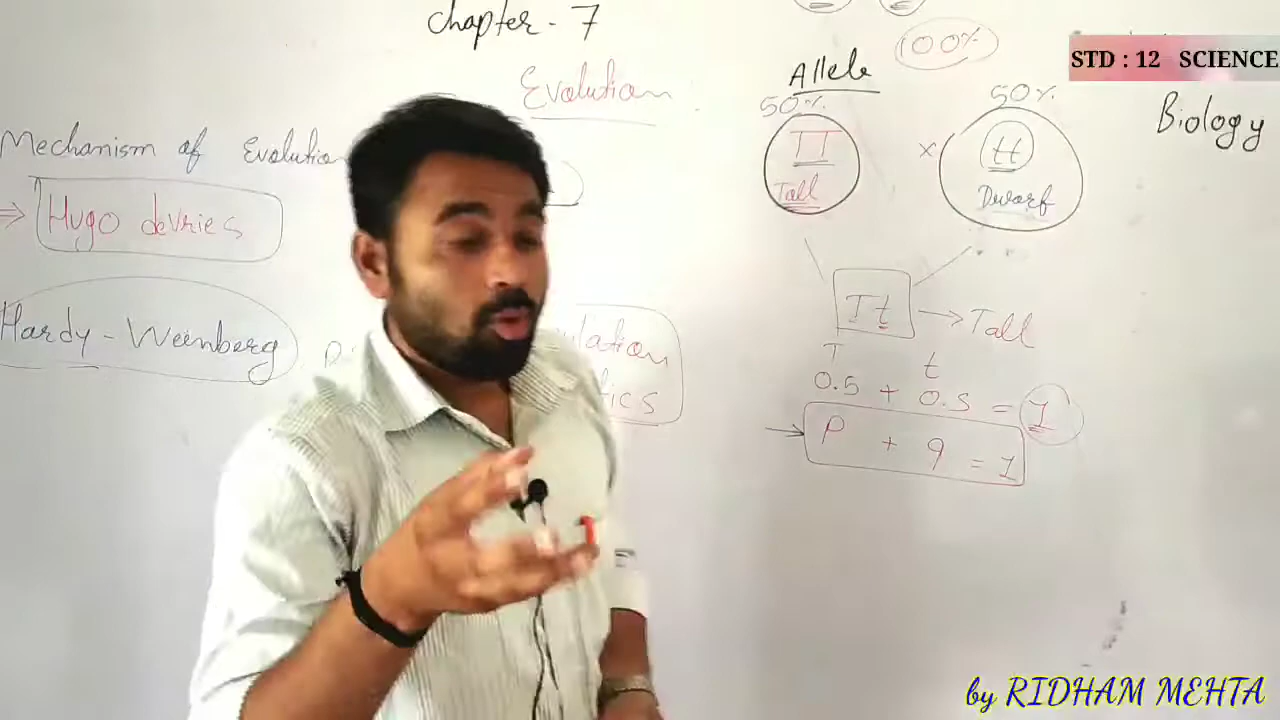 Chapter - 7
Evolution
Mechanism of Evolution
⇒ Hugo devries
Hardy - Weenberg
100%
Allele
50% 50%
TT × tt
Tall Dwarf
Tt → Tall
T t
0.5 + 0.5 = 1
→ P + q = 1
STD : 12 SCIENCE
Biology
by RIDHAM MEHTA